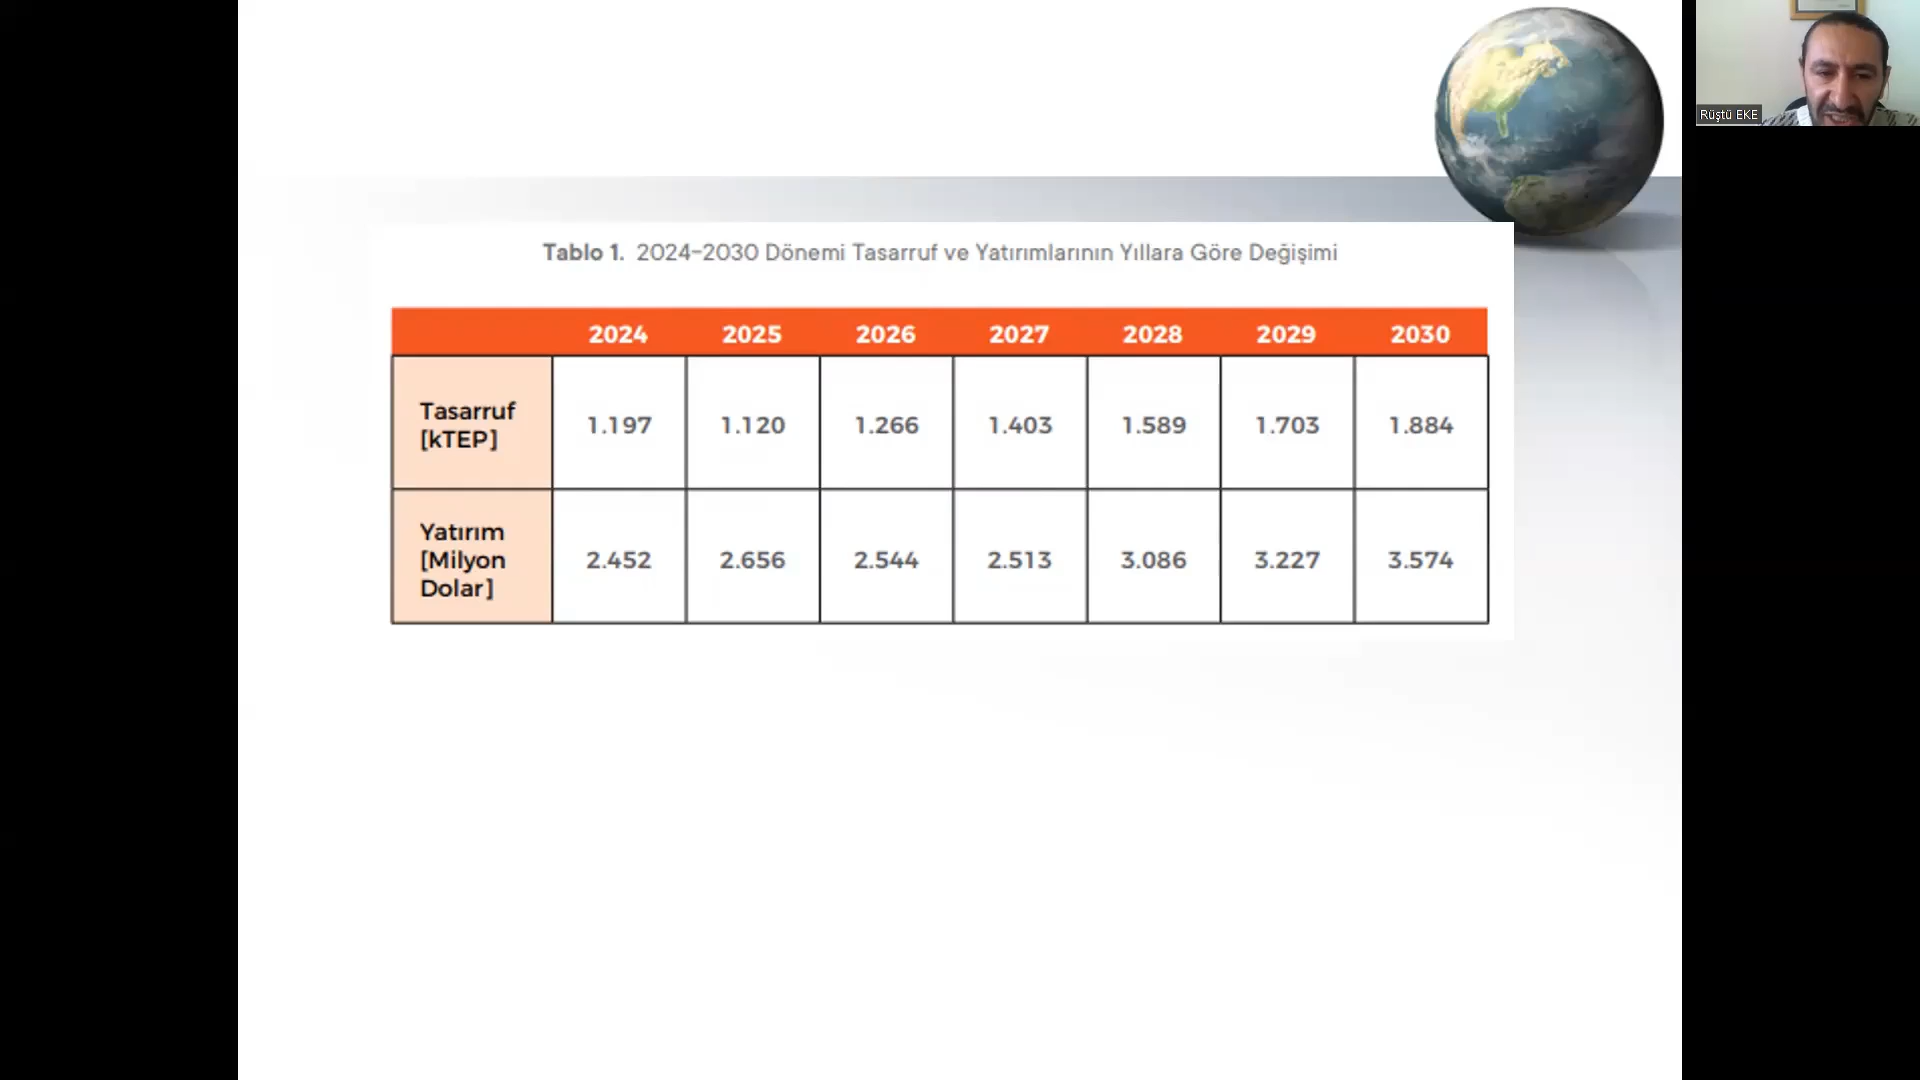 Rüştü EKE
Tablo 1. 2024-2030 Dönemi Tasarruf ve Yatırımlarının Yıllara Göre Değişimi
2024 2025 2026 2027 2028 2029 2030
Tasarruf
[kTEP]
1.197 1.120 1.266 1.403 1.589 1.703 1.884
Yatırım
[Milyon
Dolar]
2.452 2.656 2.544 2.513 3.086 3.227 3.574